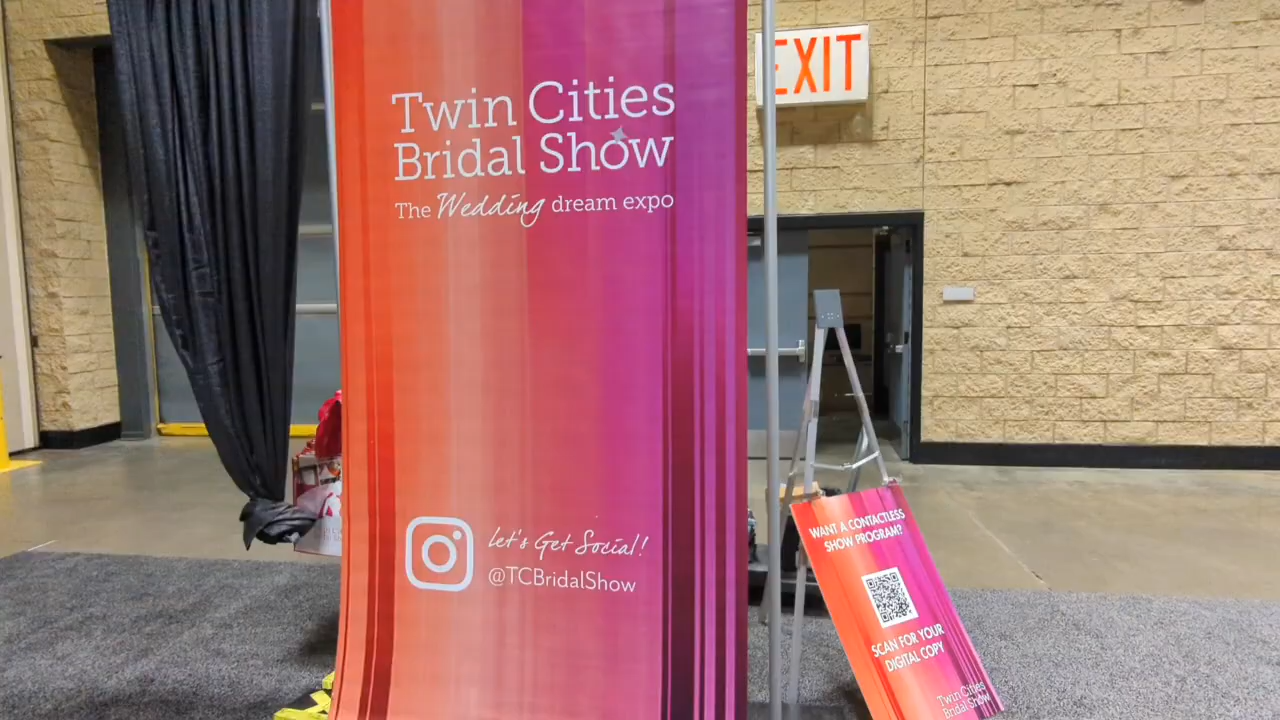 Twin Cities
Bridal Show
The Wedding dream expo
Let's Get Social!
@TCBridalShow
EXIT
WANT A CONTACTLESS
SHOW PROGRAM?
SCAN FOR YOUR
DIGITAL COPY
Twin Cities
Bridal Show